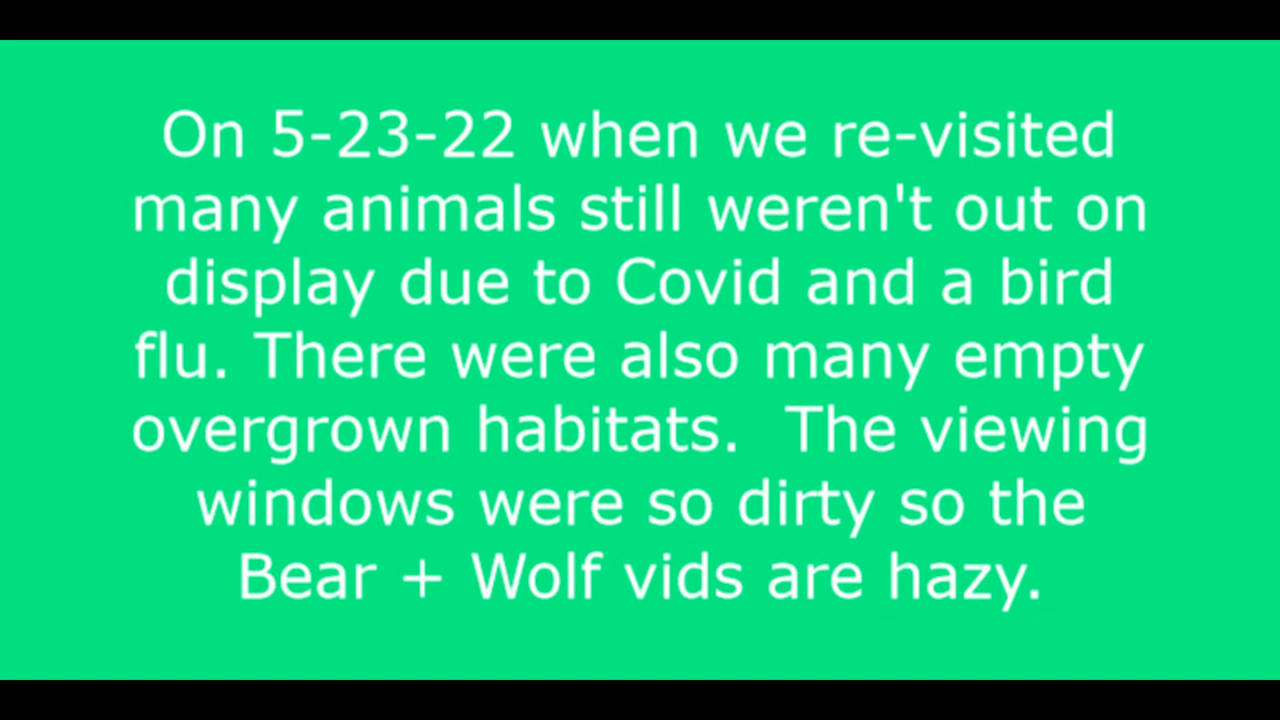 On 5-23-22 when we re-visited
many animals still weren't out on
display due to Covid and a bird
flu. There were also many empty
overgrown habitats.  The viewing
windows were so dirty so the
Bear + Wolf vids are hazy.